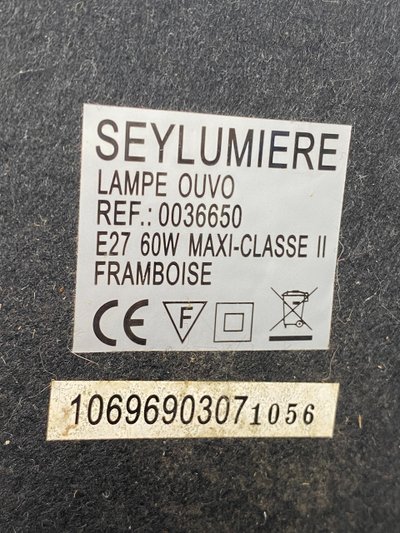 SEYLUMIERE
LAMPE OUVO
REF.: 0036650
E27 60W MAXI-CLASSE II
FRAMBOISE
CE F
10696903071056